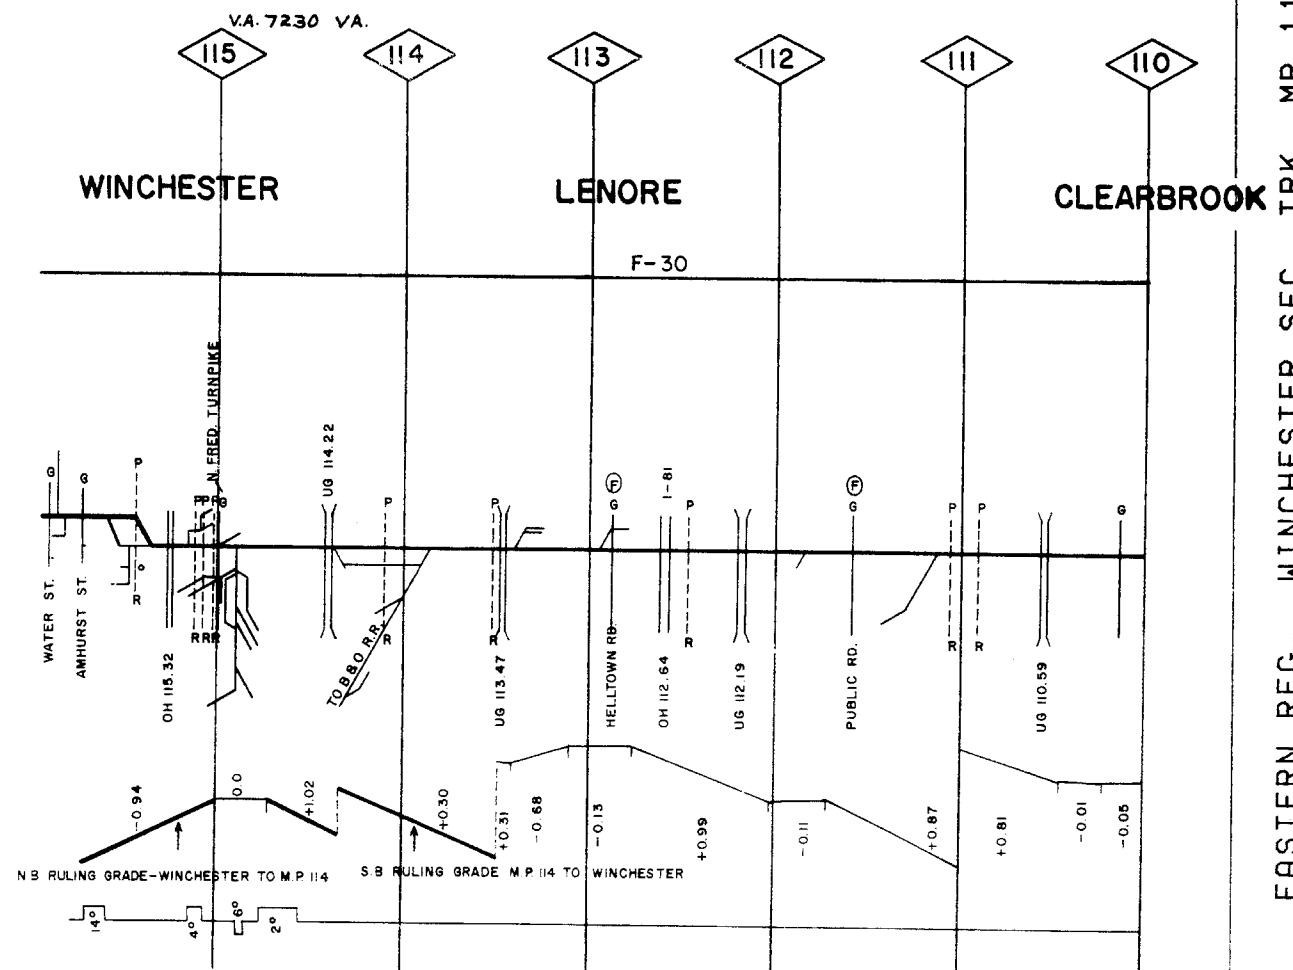 V.A. 7230 VA.
115 114 113 112 111 110
WINCHESTER LENORE CLEARBROOK
F-30
N. FRED. TURNPIKE
UG 114.22
I-81
G G P P P R G P P F G P F G P P G
R R R R R R R R R
WATER ST.
AMHURST ST.
OH 115.32
TO B & O R.R.
UG 113.47
HELLTOWN RB.
OH 112.64
UG 112.19
PUBLIC RD.
UG 110.59
-0.94 0.0 +1.02 +0.30 +0.31 -0.68 -0.13 +0.99 -0.11 +0.87 +0.81 -0.01 -0.05
N B RULING GRADE-WINCHESTER TO M.P. 114
S.B RULING GRADE M.P. 114 TO WINCHESTER
14° 4° 6° 2°
EASTERN REG WINCHESTER SEC TRK MP 11